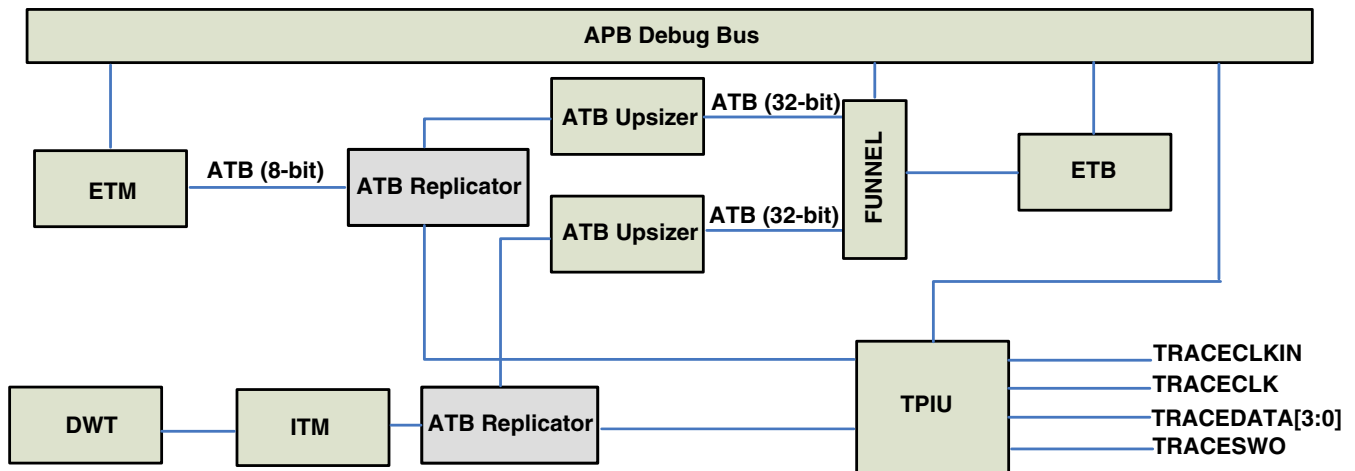 APB Debug Bus
ATB Upsizer
ATB (32-bit)
ETM
ATB (8-bit)
ATB Replicator
FUNNEL
ETB
ATB Upsizer
ATB (32-bit)
TPIU
TRACECLKIN
TRACECLK
TRACEDATA[3:0]
TRACESWO
DWT
ITM
ATB Replicator